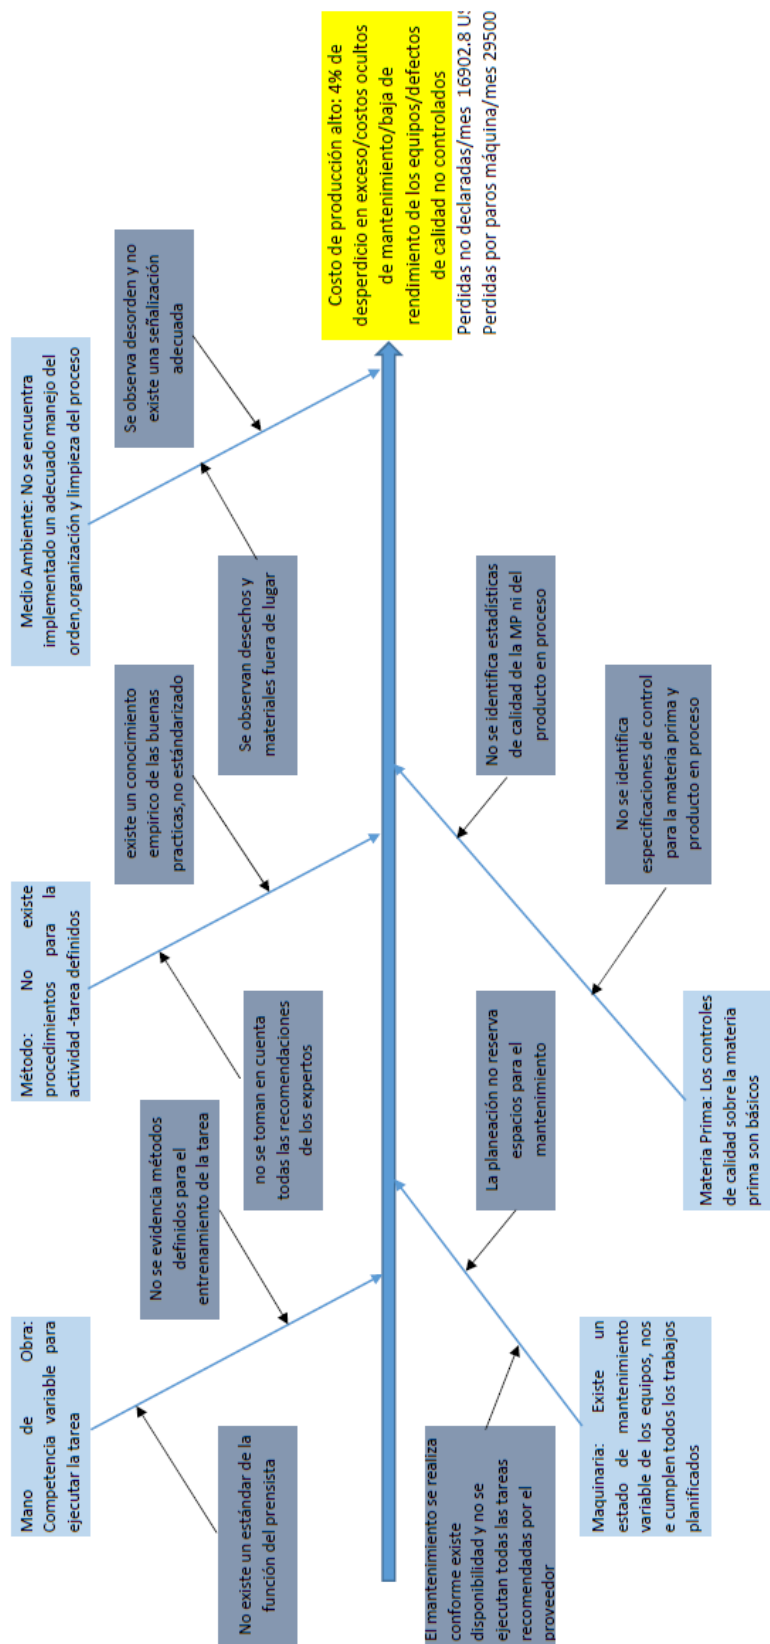 Mano de Obra:
Competencia variable para
ejecutar la tarea
Método: No existe
procedimientos para la
actividad -tarea definidos
Medio Ambiente: No se encuentra
implementado un adecuado manejo del
orden,organización y limpieza del proceso
No se evidencia métodos
definidos para el
entrenamiento de la tarea
existe un conocimiento
empirico de las buenas
practicas,no estándarizado
Se observa desorden y no
existe una señalización
adecuada
No existe un estándar de la
función del prensista
no se toman en cuenta
todas las recomendaciones
de los expertos
Se observan desechos y
materiales fuera de lugar
Costo de producción alto: 4% de
desperdicio en exceso/costos ocultos
de mantenimiento/baja de
rendimiento de los equipos/defectos
de calidad no controlados
Perdidas no declaradas/mes 16902.8
Perdidas por paros máquina/mes 29500
El mantenimiento se realiza
conforme existe
disponibilidad y no se
ejecutan todas las tareas
recomendadas por el
proveedor
La planeación no reserva
espacios para el
mantenimiento
No se identifica estadísticas
de calidad de la MP ni del
producto en proceso
No se identifica
especificaciones de control
para la materia prima y
producto en proceso
Maquinaria: Existe un
estado de mantenimiento
variable de los equipos, nos
e cumplen todos los trabajos
planificados
Materia Prima: Los controles
de calidad sobre la materia
prima son básicos